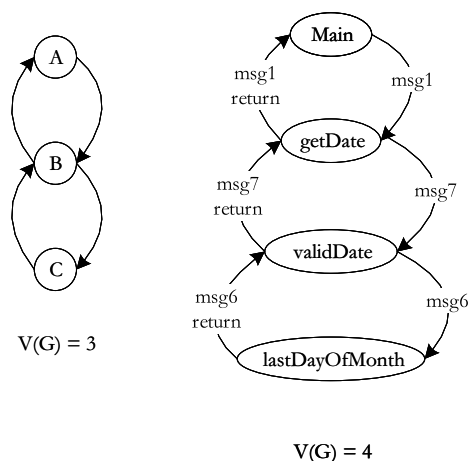 A
B
C
V(G) = 3
Main
msg1
return
msg1
getDate
msg7
return
msg7
validDate
msg6
return
msg6
lastDayOfMonth
V(G) = 4